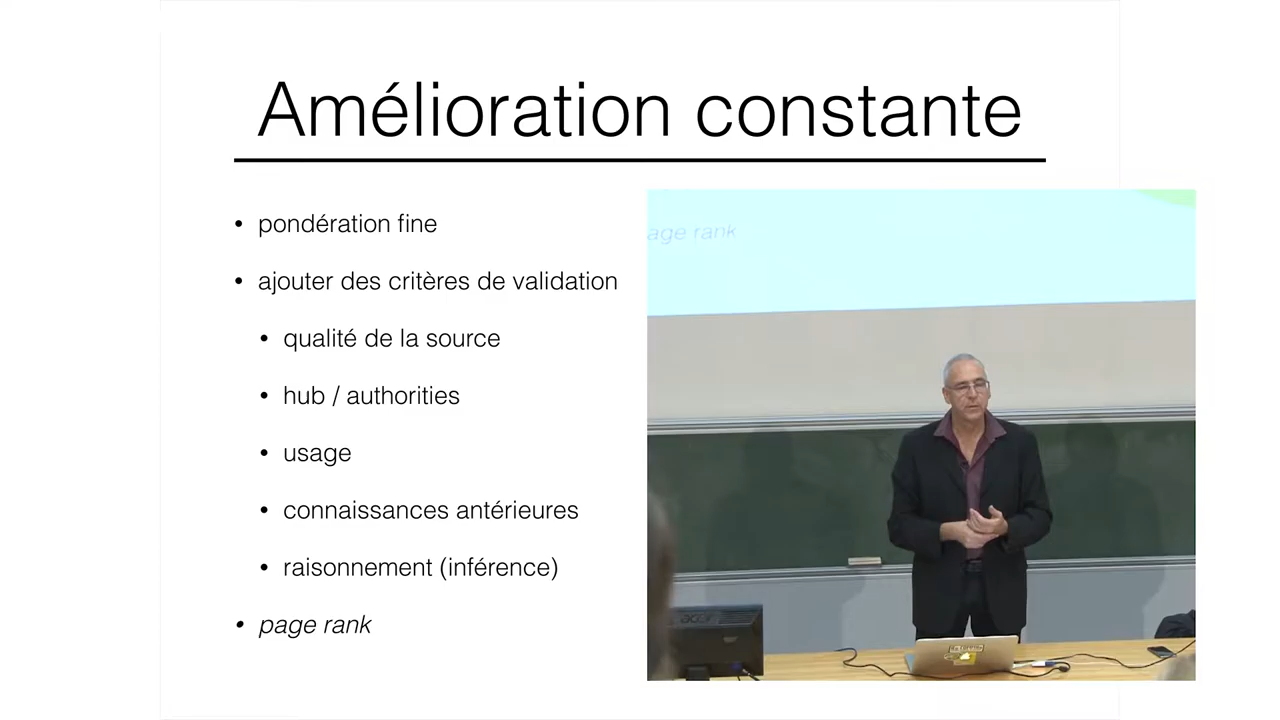 Amélioration constante
• pondération fine
• ajouter des critères de validation
• qualité de la source
• hub / authorities
• usage
• connaissances antérieures
• raisonnement (inférence)
• page rank
age rank
acer